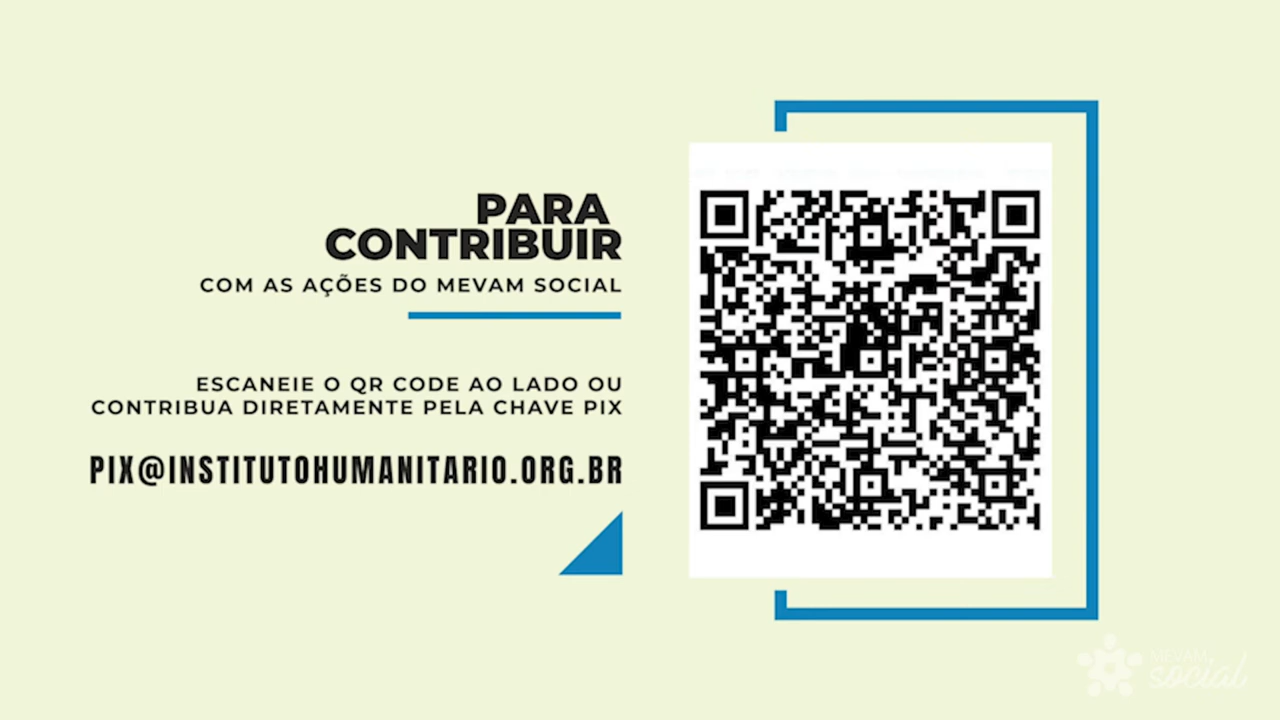 PARA
CONTRIBUIR
COM AS AÇÕES DO MEVAM SOCIAL
ESCANEIE O QR CODE AO LADO OU
CONTRIBUA DIRETAMENTE PELA CHAVE PIX
PIX@INSTITUTOHUMANITARIO.ORG.BR
MEVAM
social